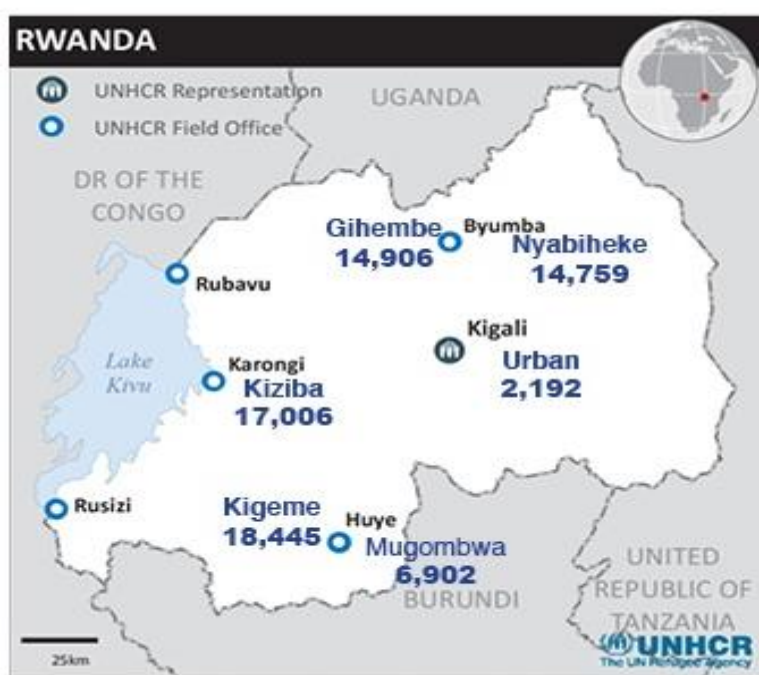 RWANDA
UNHCR Representation
UNHCR Field Office
UGANDA
DR OF THE
CONGO
Gihembe
14,906
Byumba
Nyabiheke
14,759
Rubavu
Kigali
Urban
2,192
Lake
Kivu
Karongi
Kiziba
17,006
Rusizi
Kigeme
18,445
Huye
Mugombwa
6,902
BURUNDI
UNITED
REPUBLIC OF
TANZANIA
25km
UNHCR
The UN Refugee Agency